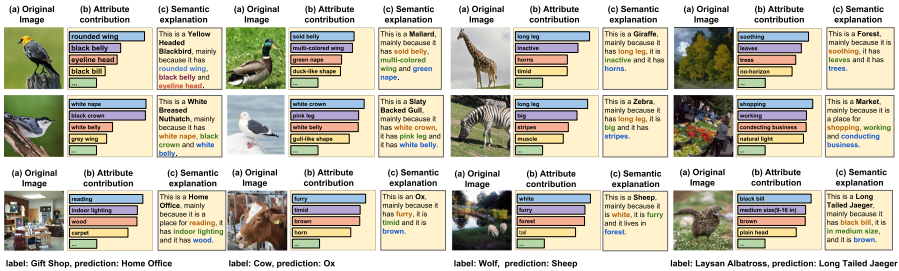 (a) Original Image
(b) Attribute contribution
(c) Semantic explanation
rounded wing
black belly
eyeline head
black bill
...
This is a Yellow
Headed
Blackbird, mainly
because it has
rounded wing,
black belly and
eyeline head.
(a) Original Image
(b) Attribute contribution
(c) Semantic explanation
soid belly
multi-colored wing
green nape
duck-like shape
...
This is a Mallard,
mainly because it
has soid belly,
multi-colored
wing and green
nape.
(a) Original Image
(b) Attribute contribution
(c) Semantic explanation
long leg
inactive
horns
timid
...
This is a Giraffe,
mainly because it
has long leg, it is
inactive and it has
horns.
(a) Original Image
(b) Attribute contribution
(c) Semantic explanation
soothing
leaves
trees
no-horizon
...
This is a Forest,
mainly because it is
soothing, it has
leaves and it has
trees.
white nape
black crown
white belly
grey wing
...
This is a White
Breased
Nuthatch, mainly
because it has
white nape, black
crown and white
belly.
white crown
pink leg
white belly
gull-like shape
...
This is a Slaty
Backed Gull,
mainly because it
has white crown,
it has pink leg and
it has white belly.
long leg
big
stripes
muscle
...
This is a Zebra,
mainly because it
has long leg, it is
big and it has
stripes.
shopping
working
condecting business
natural light
...
This is a Market,
mainly because it is
a place for
shopping, working
and conducting
business.
(a) Original Image
(b) Attribute contribution
(c) Semantic explanation
reading
indoor lighting
wood
carpet
...
This is a Home
Office, mainly
because it is a
place for reading, it
has indoor lighting
and it has wood.
label: Gift Shop, prediction: Home Office
(a) Original Image
(b) Attribute contribution
(c) Semantic explanation
furry
timid
brown
horn
...
This is an Ox,
mainly because it
has furry, it is
timid and it is
brown.
label: Cow, prediction: Ox
(a) Original Image
(b) Attribute contribution
(c) Semantic explanation
white
furry
forest
tail
...
This is a Sheep,
mainly because it
is white, it is furry
and it lives in
forest.
label: Wolf, prediction: Sheep
(a) Original Image
(b) Attribute contribution
(c) Semantic explanation
black bill
medium size(9-16 in)
brown
plain head
...
This is a Long
Tailed Jaeger,
mainly because it
has black bill, it is
in medium size,
and it is brown.
label: Laysan Albatross, prediction: Long Tailed Jaeger